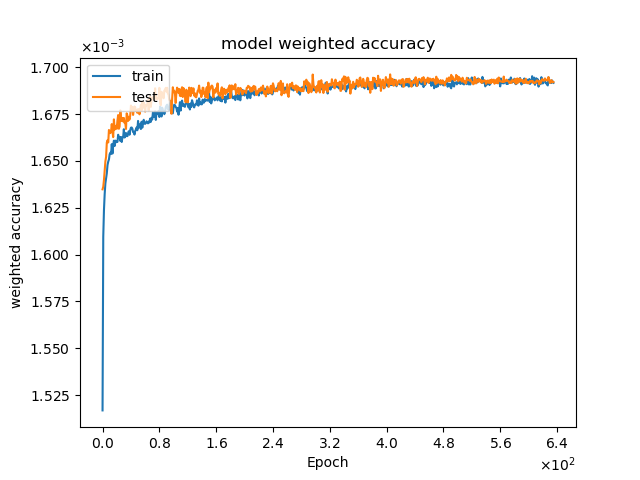 model weighted accuracy
×10⁻³
1.700
1.675
1.650
1.625
1.600
1.575
1.550
1.525
weighted accuracy
train
test
0.0 0.8 1.6 2.4 3.2 4.0 4.8 5.6 6.4
Epoch
×10²